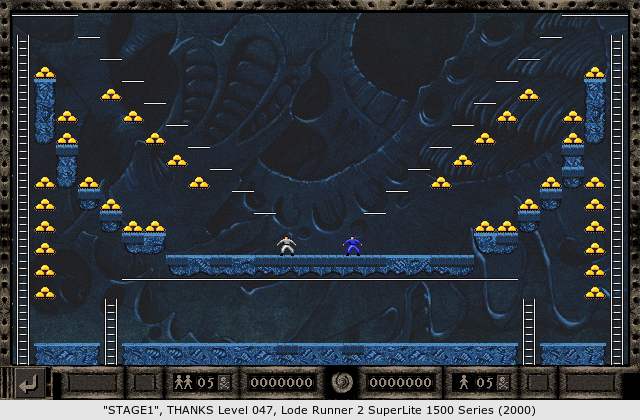 05 0000000 0000000 05
"STAGE1", THANKS Level 047, Lode Runner 2 SuperLite 1500 Series (2000)